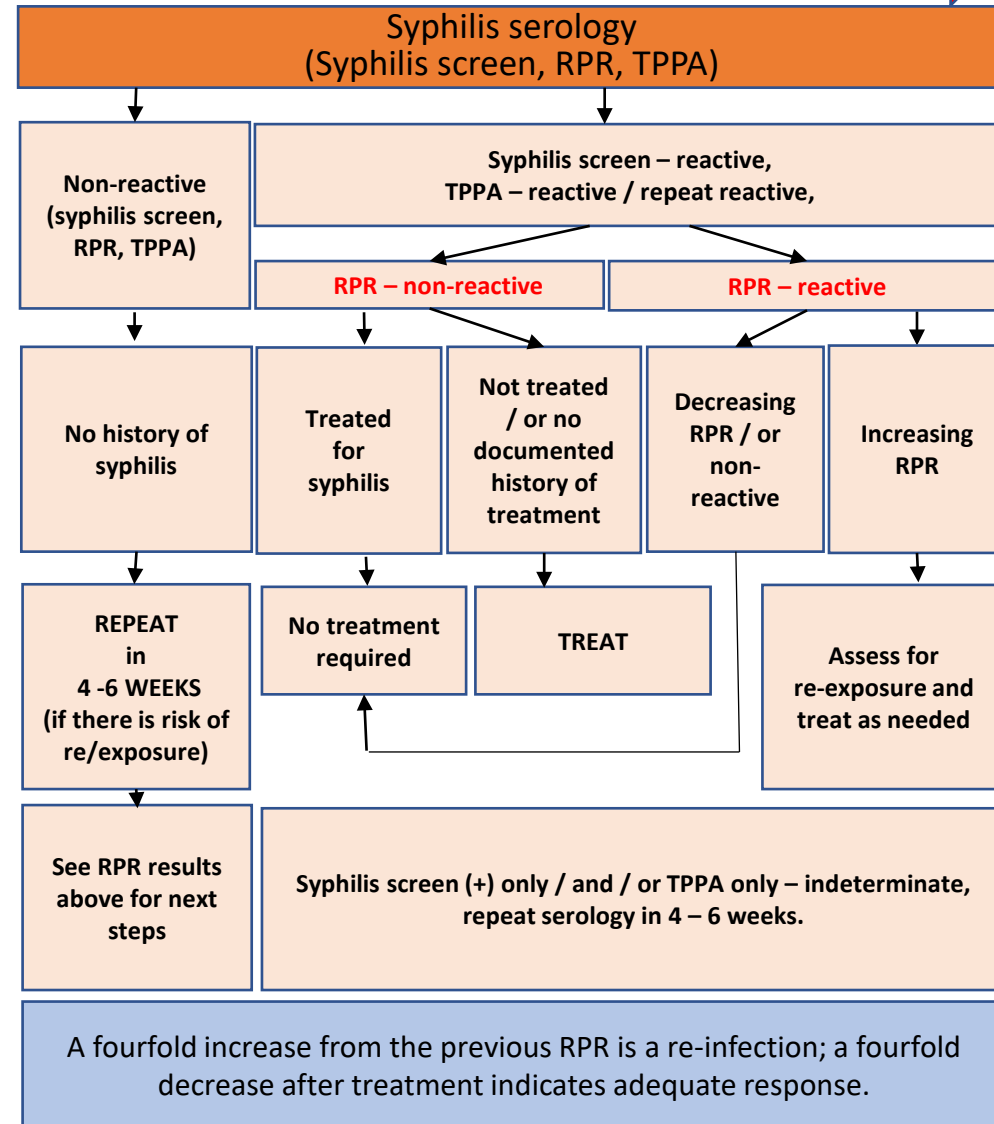 Syphilis serology
(Syphilis screen, RPR, TPPA)
Non-reactive
(syphilis screen,
RPR, TPPA)
Syphilis screen – reactive,
TPPA – reactive / repeat reactive,
RPR – non-reactive
RPR – reactive
No history of
syphilis
Treated
for
syphilis
Not treated
/ or no
documented
history of
treatment
Decreasing
RPR / or
non-
reactive
Increasing
RPR
REPEAT
in
4 -6 WEEKS
(if there is risk of
re/exposure)
No treatment
required
TREAT
Assess for
re-exposure and
treat as needed
See RPR results
above for next
steps
Syphilis screen (+) only / and / or TPPA only – indeterminate,
repeat serology in 4 – 6 weeks.
A fourfold increase from the previous RPR is a re-infection; a fourfold
decrease after treatment indicates adequate response.